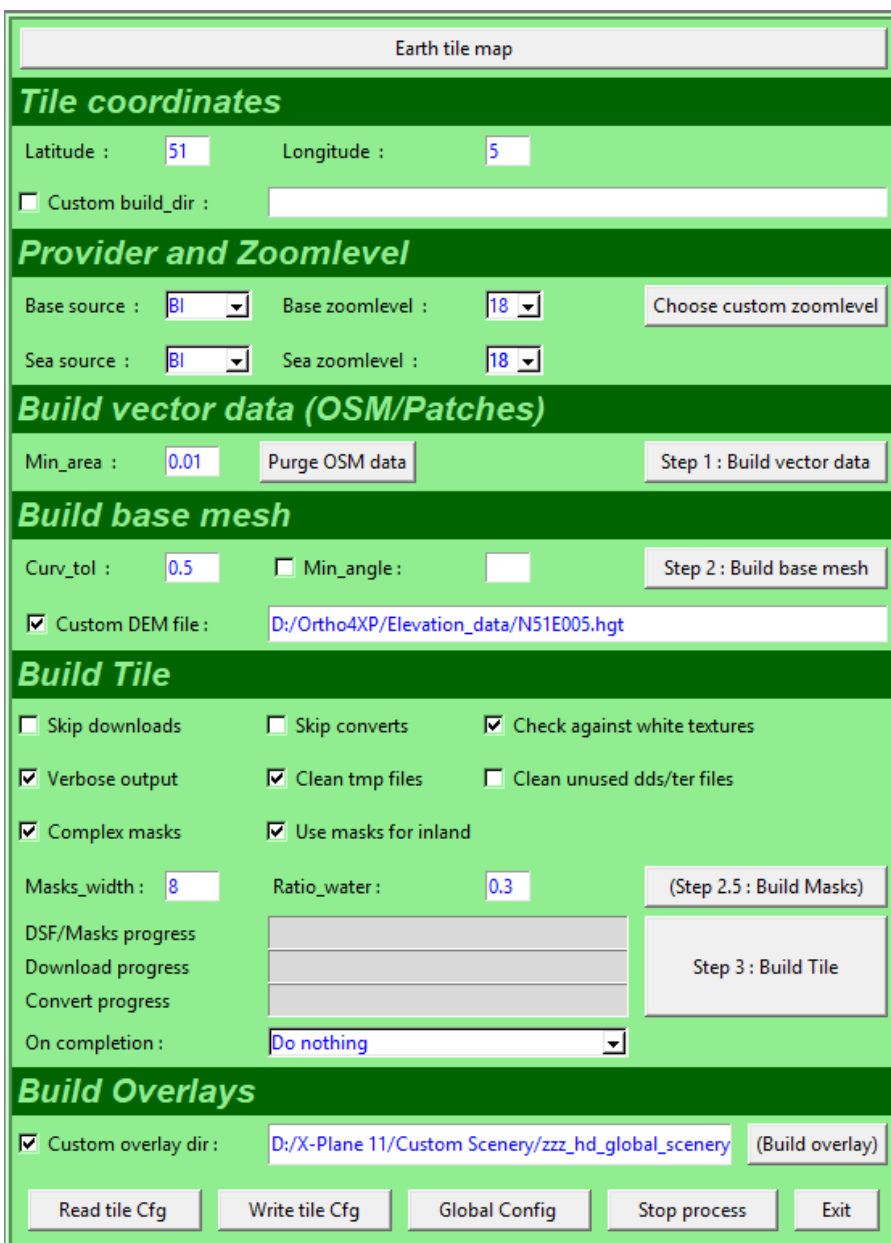 Earth tile map
Tile coordinates
Latitude : 51 Longitude : 5
Custom build_dir :
Provider and Zoomlevel
Base source : BI Base zoomlevel : 18 Choose custom zoomlevel
Sea source : BI Sea zoomlevel : 18
Build vector data (OSM/Patches)
Min_area : 0.01 Purge OSM data Step 1 : Build vector data
Build base mesh
Curv_tol : 0.5 Min_angle : Step 2 : Build base mesh
Custom DEM file : D:/Ortho4XP/Elevation_data/N51E005.hgt
Build Tile
Skip downloads Skip converts Check against white textures
Verbose output Clean tmp files Clean unused dds/ter files
Complex masks Use masks for inland
Masks_width : 8 Ratio_water : 0.3 (Step 2.5 : Build Masks)
DSF/Masks progress
Download progress Step 3 : Build Tile
Convert progress
On completion : Do nothing
Build Overlays
Custom overlay dir : D:/X-Plane 11/Custom Scenery/zzz_hd_global_scenery (Build overlay)
Read tile Cfg Write tile Cfg Global Config Stop process Exit